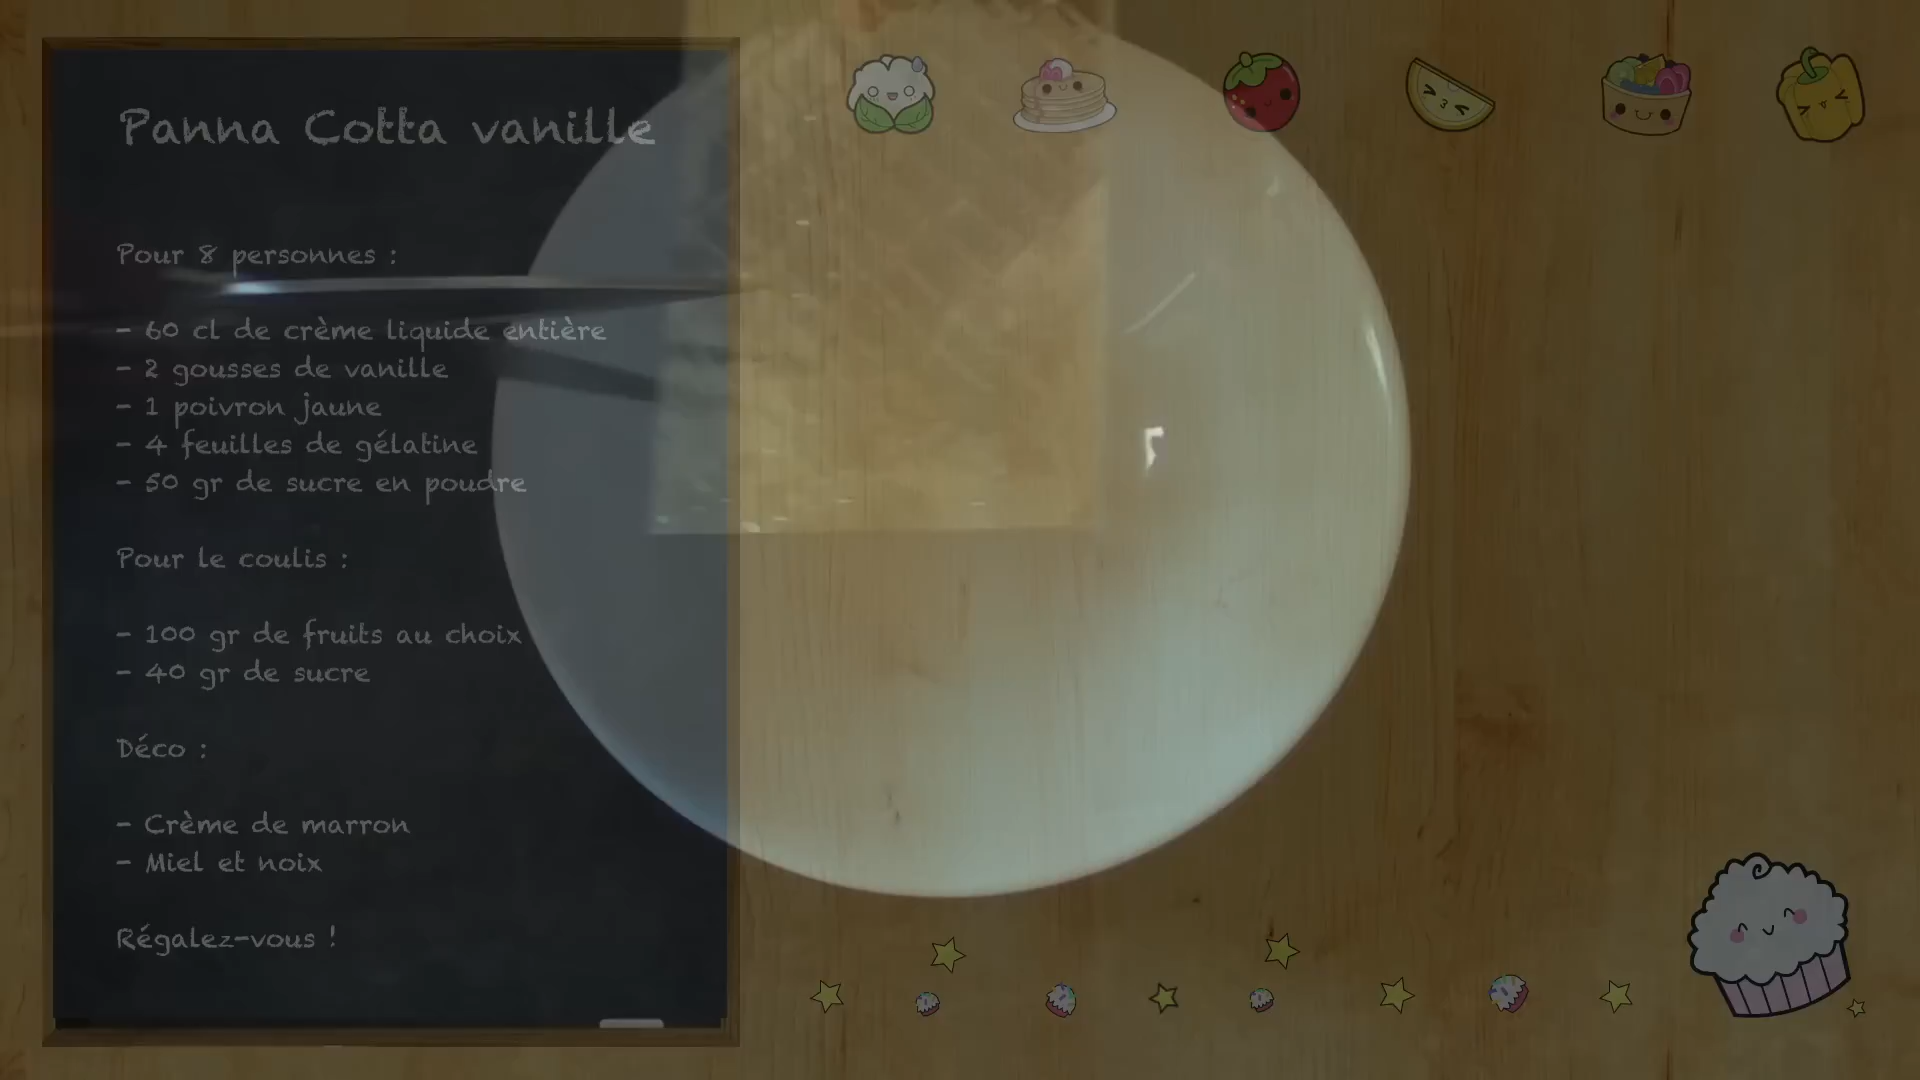 Panna Cotta vanille
Pour 8 personnes :
- 60 cl de crème liquide entière
- 2 gousses de vanille
- 1 poivron jaune
- 4 feuilles de gélatine
- 50 gr de sucre en poudre
Pour le coulis :
- 100 gr de fruits au choix
- 40 gr de sucre
Déco :
- Crème de marron
- Miel et noix
Régalez-vous !